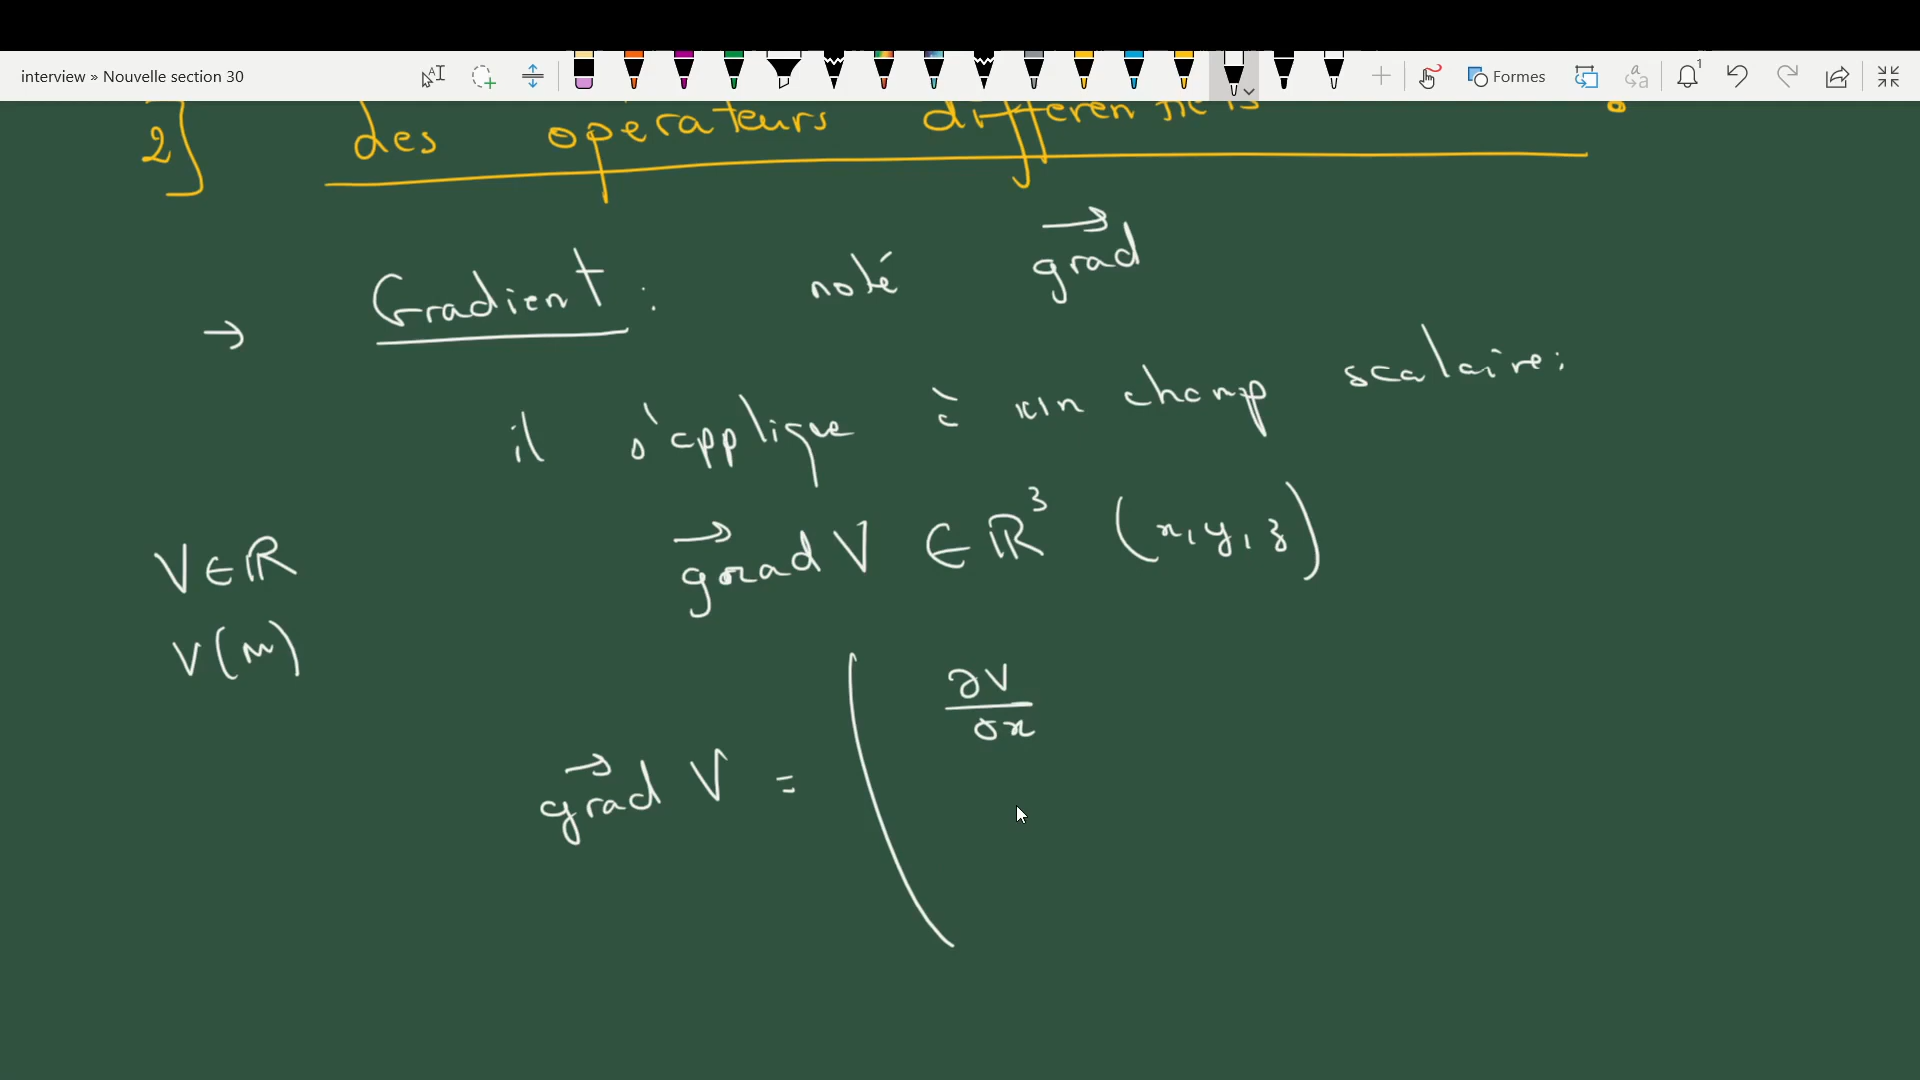 interview » Nouvelle section 30
Formes
1
2] des opérateurs différentiels
→ Gradient : noté grad
il s'applique à un champ scalaire :
V ∈ ℝ
grad V ∈ ℝ³ (x, y, z)
V(M)
grad V = ( ∂V/∂x